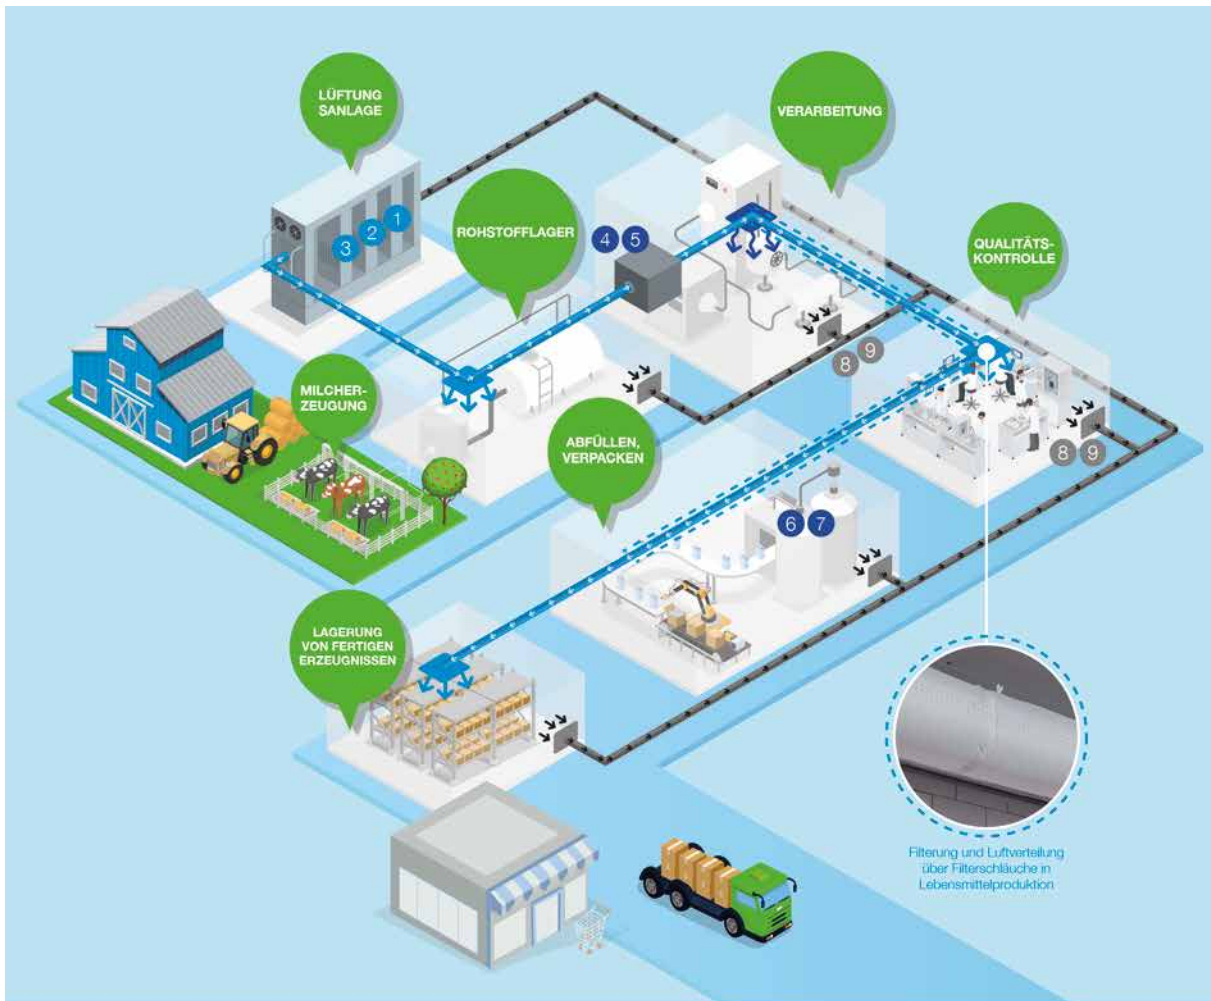 LÜFTUNG
SANLAGE
VERARBEITUNG
1
2
3
ROHSTOFFLAGER
4 5
QUALITÄTS-
KONTROLLE
8 9
MILCHER-
ZEUGUNG
ABFÜLLEN,
VERPACKEN
8 9
6 7
LAGERUNG
VON FERTIGEN
ERZEUGNISSEN
Filterung und Luftverteilung
über Filterschläuche in
Lebensmittelproduktion